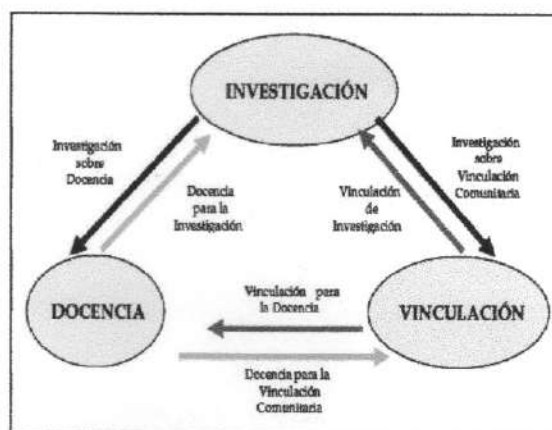 INVESTIGACIÓN
Investigación
sobre
Docencia
Docencia
para la
Investigación
Vinculación
de
Investigación
Investigación
sobre
Vinculación
Comunitaria
DOCENCIA
Vinculación para
la Docencia
VINCULACIÓN
Docencia para la
Vinculación
Comunitaria